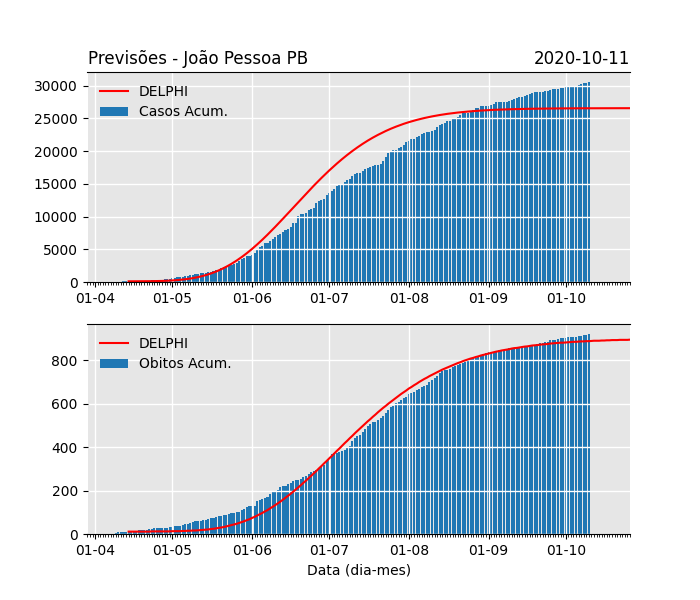 Previsões - João Pessoa PB 2020-10-11
DELPHI
Casos Acum.
30000
25000
20000
15000
10000
5000
0
01-04 01-05 01-06 01-07 01-08 01-09 01-10
DELPHI
Obitos Acum.
800
600
400
200
0
01-04 01-05 01-06 01-07 01-08 01-09 01-10
Data (dia-mes)